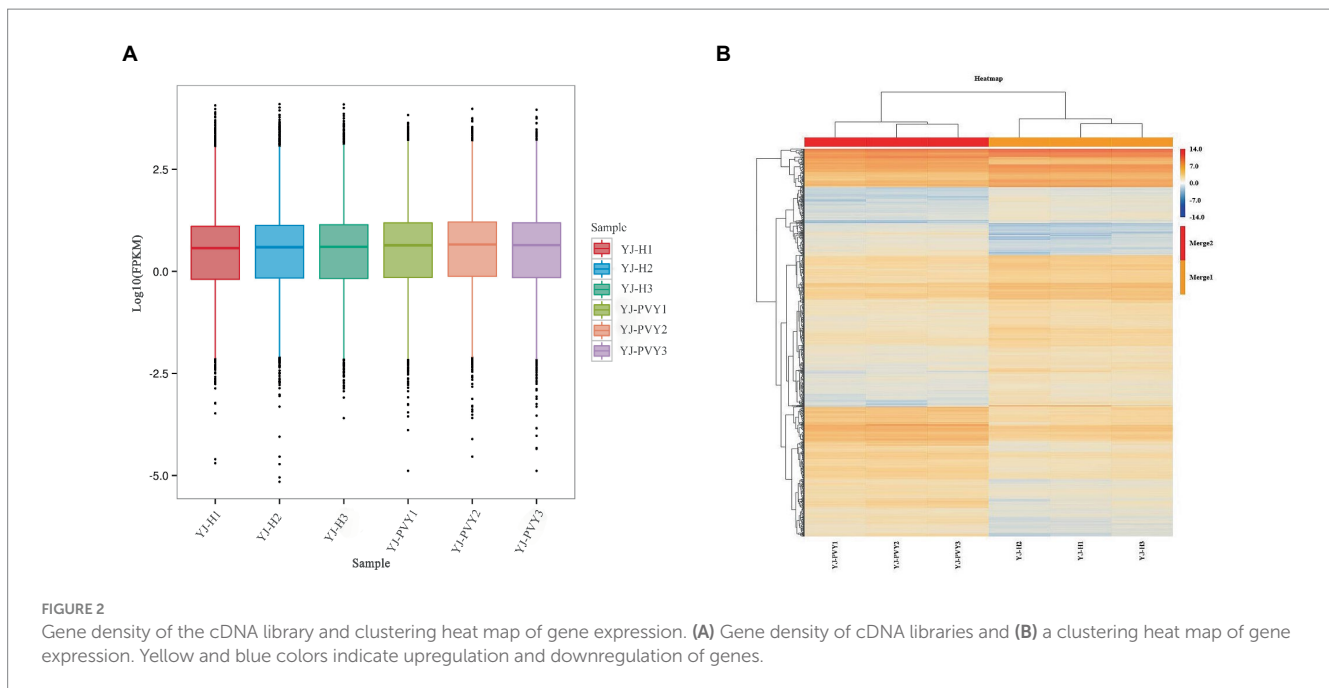 A
Log10(FPKM)
2.5
0.0
-2.5
-5.0
YJ-H1
YJ-H2
YJ-H3
YJ-PVY1
YJ-PVY2
YJ-PVY3
Sample
Sample
YJ-H1
YJ-H2
YJ-H3
YJ-PVY1
YJ-PVY2
YJ-PVY3
B
Heatmap
14.0
7.0
0.0
-7.0
-14.0
Merge2
Merge1
YJ-PVY1
YJ-PVY2
YJ-PVY3
YJ-H2
YJ-H1
YJ-H3
FIGURE 2
Gene density of the cDNA library and clustering heat map of gene expression. (A) Gene density of cDNA libraries and (B) a clustering heat map of gene
expression. Yellow and blue colors indicate upregulation and downregulation of genes.